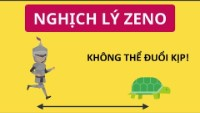 NGHỊCH LÝ ZENO
KHÔNG THỂ ĐUỔI KỊP!